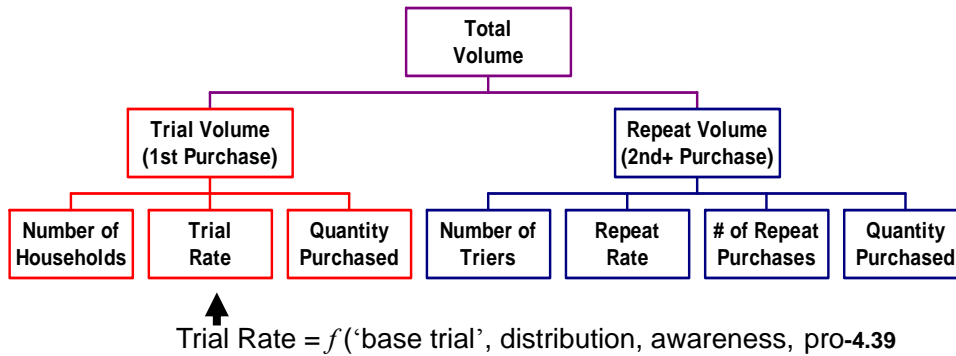 Total
Volume
Trial Volume
(1st Purchase)
Repeat Volume
(2nd+ Purchase)
Number of
Households
Trial
Rate
Quantity
Purchased
Number of
Triers
Repeat
Rate
# of Repeat
Purchases
Quantity
Purchased
Trial Rate = f (‘base trial’, distribution, awareness, pro-4.39